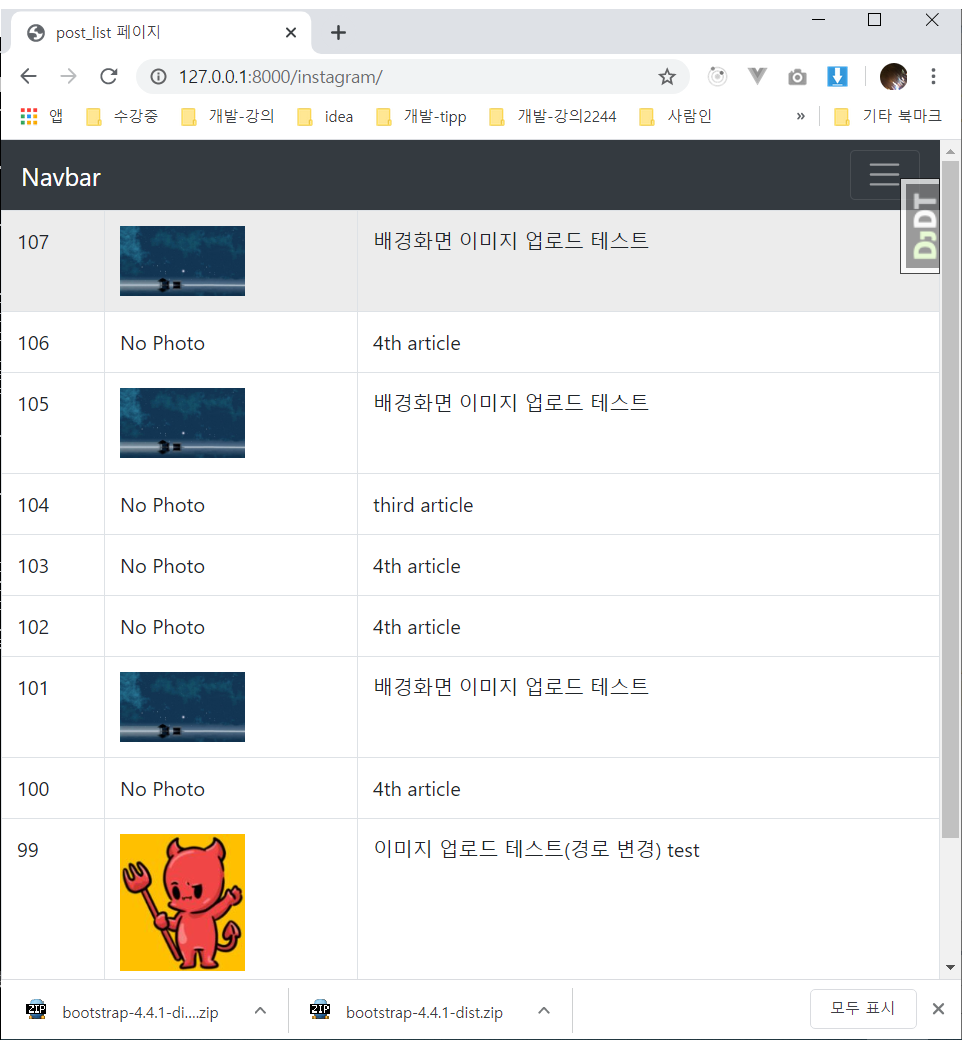 post_list 페이지
127.0.0.1:8000/instagram/
앱 수강중 개발-강의 idea 개발-tipp 개발-강의2244 사람인 » 기타 북마크
Navbar
DJDT
107 배경화면 이미지 업로드 테스트
106 No Photo 4th article
105 배경화면 이미지 업로드 테스트
104 No Photo third article
103 No Photo 4th article
102 No Photo 4th article
101 배경화면 이미지 업로드 테스트
100 No Photo 4th article
99 이미지 업로드 테스트(경로 변경) test
ZIP bootstrap-4.4.1-di....zip ZIP bootstrap-4.4.1-dist.zip 모두 표시